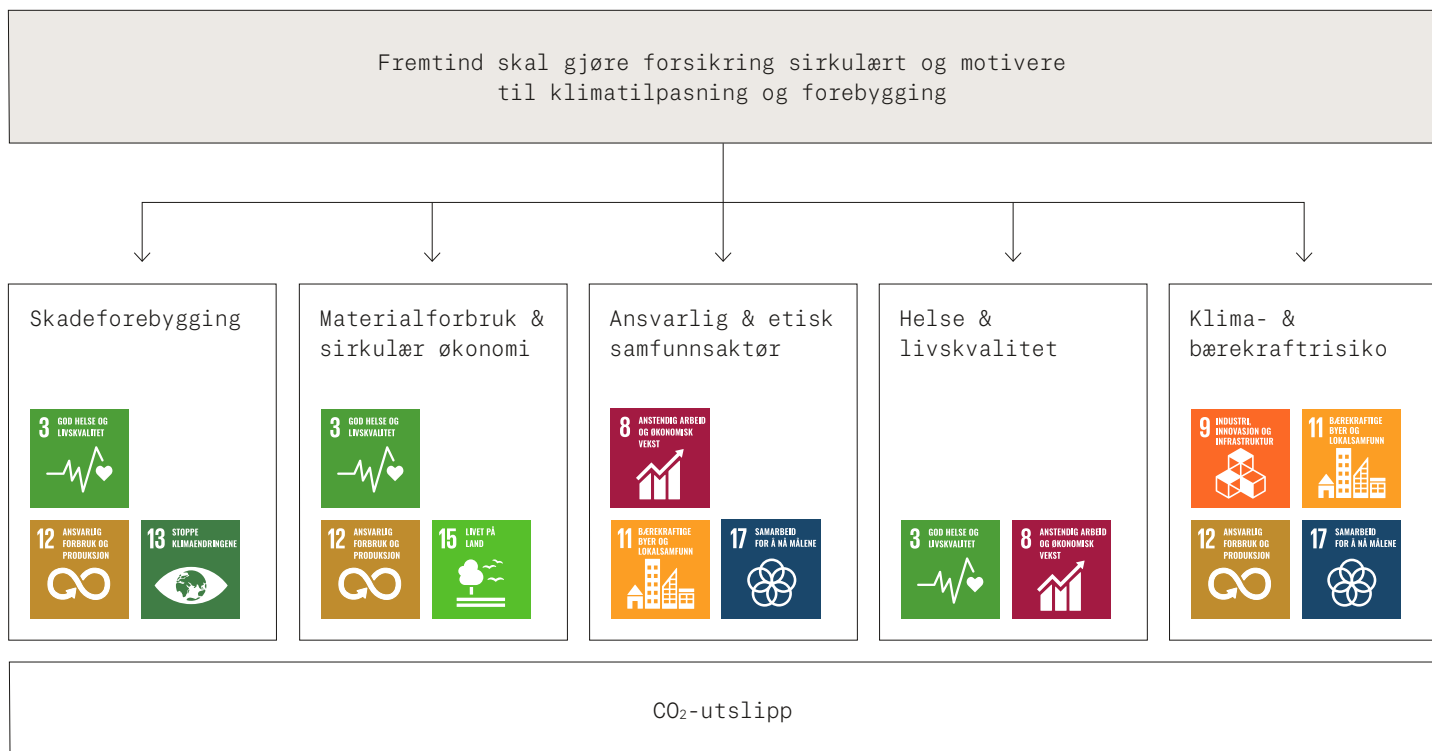 Fremtind skal gjøre forsikring sirkulært og motivere
til klimatilpasning og forebygging
Skadeforebygging
3 GOD HELSE OG
LIVSKVALITET
12 ANSVARLIG
FORBRUK OG
PRODUKSJON
13 STOPPE
KLIMAENDRINGENE
Materialforbruk &
sirkulær økonomi
3 GOD HELSE OG
LIVSKVALITET
12 ANSVARLIG
FORBRUK OG
PRODUKSJON
15 LIVET PÅ
LAND
Ansvarlig & etisk
samfunnsaktør
8 ANSTENDIG ARBEID
OG ØKONOMISK
VEKST
11 BÆREKRAFTIGE
BYER OG
LOKALSAMFUNN
17 SAMARBEID
FOR Å NÅ MÅLENE
Helse &
livskvalitet
3 GOD HELSE OG
LIVSKVALITET
8 ANSTENDIG ARBEID
OG ØKONOMISK
VEKST
Klima- &
bærekraftrisiko
9 INDUSTRI,
INNOVASJON OG
INFRASTRUKTUR
11 BÆREKRAFTIGE
BYER OG
LOKALSAMFUNN
12 ANSVARLIG
FORBRUK OG
PRODUKSJON
17 SAMARBEID
FOR Å NÅ MÅLENE
CO₂-utslipp